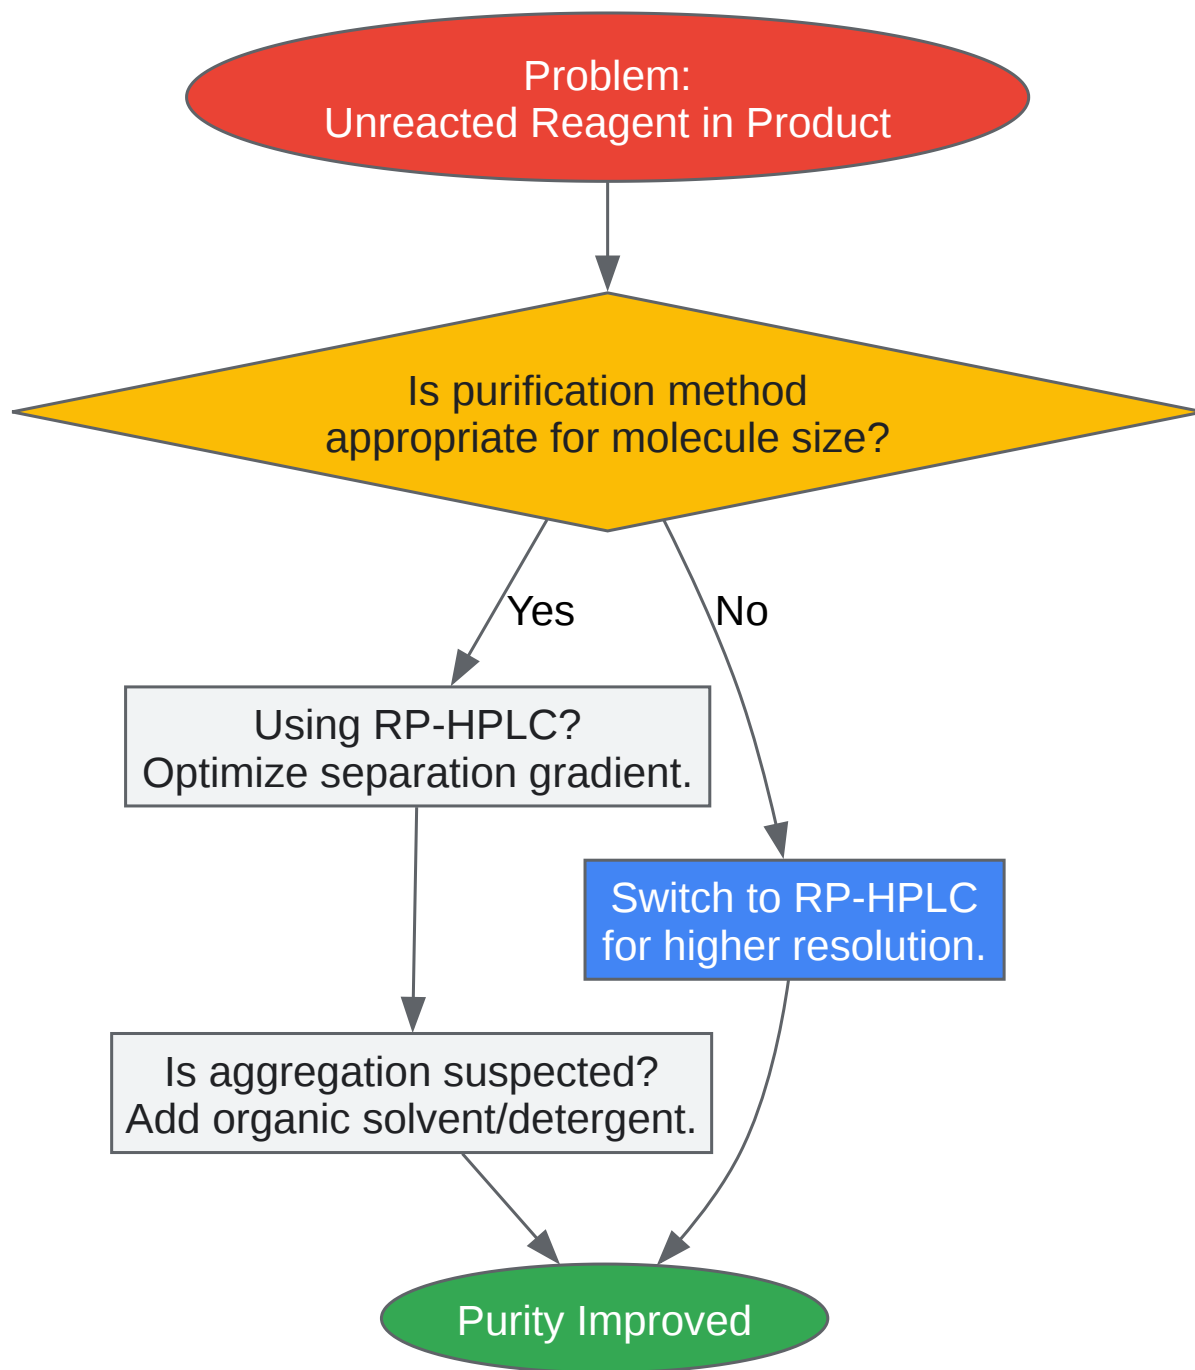 Problem:
Unreacted Reagent in Product
Is purification method
appropriate for molecule size?
Yes
No
Using RP-HPLC?
Optimize separation gradient.
Switch to RP-HPLC
for higher resolution.
Is aggregation suspected?
Add organic solvent/detergent.
Purity Improved